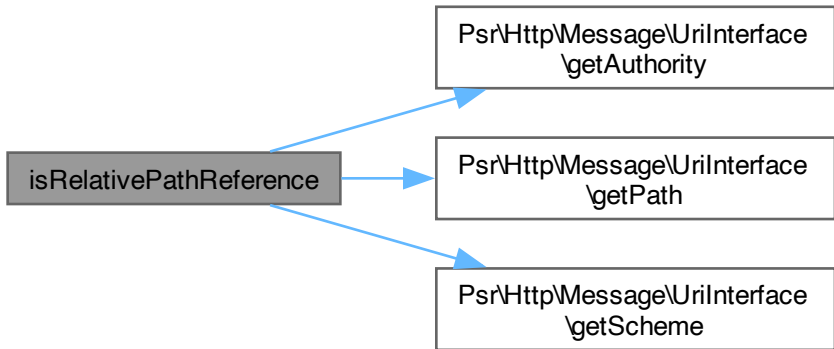 Psr\Http\Message\UriInterface
\getAuthority
isRelativePathReference
Psr\Http\Message\UriInterface
\getPath
Psr\Http\Message\UriInterface
\getScheme